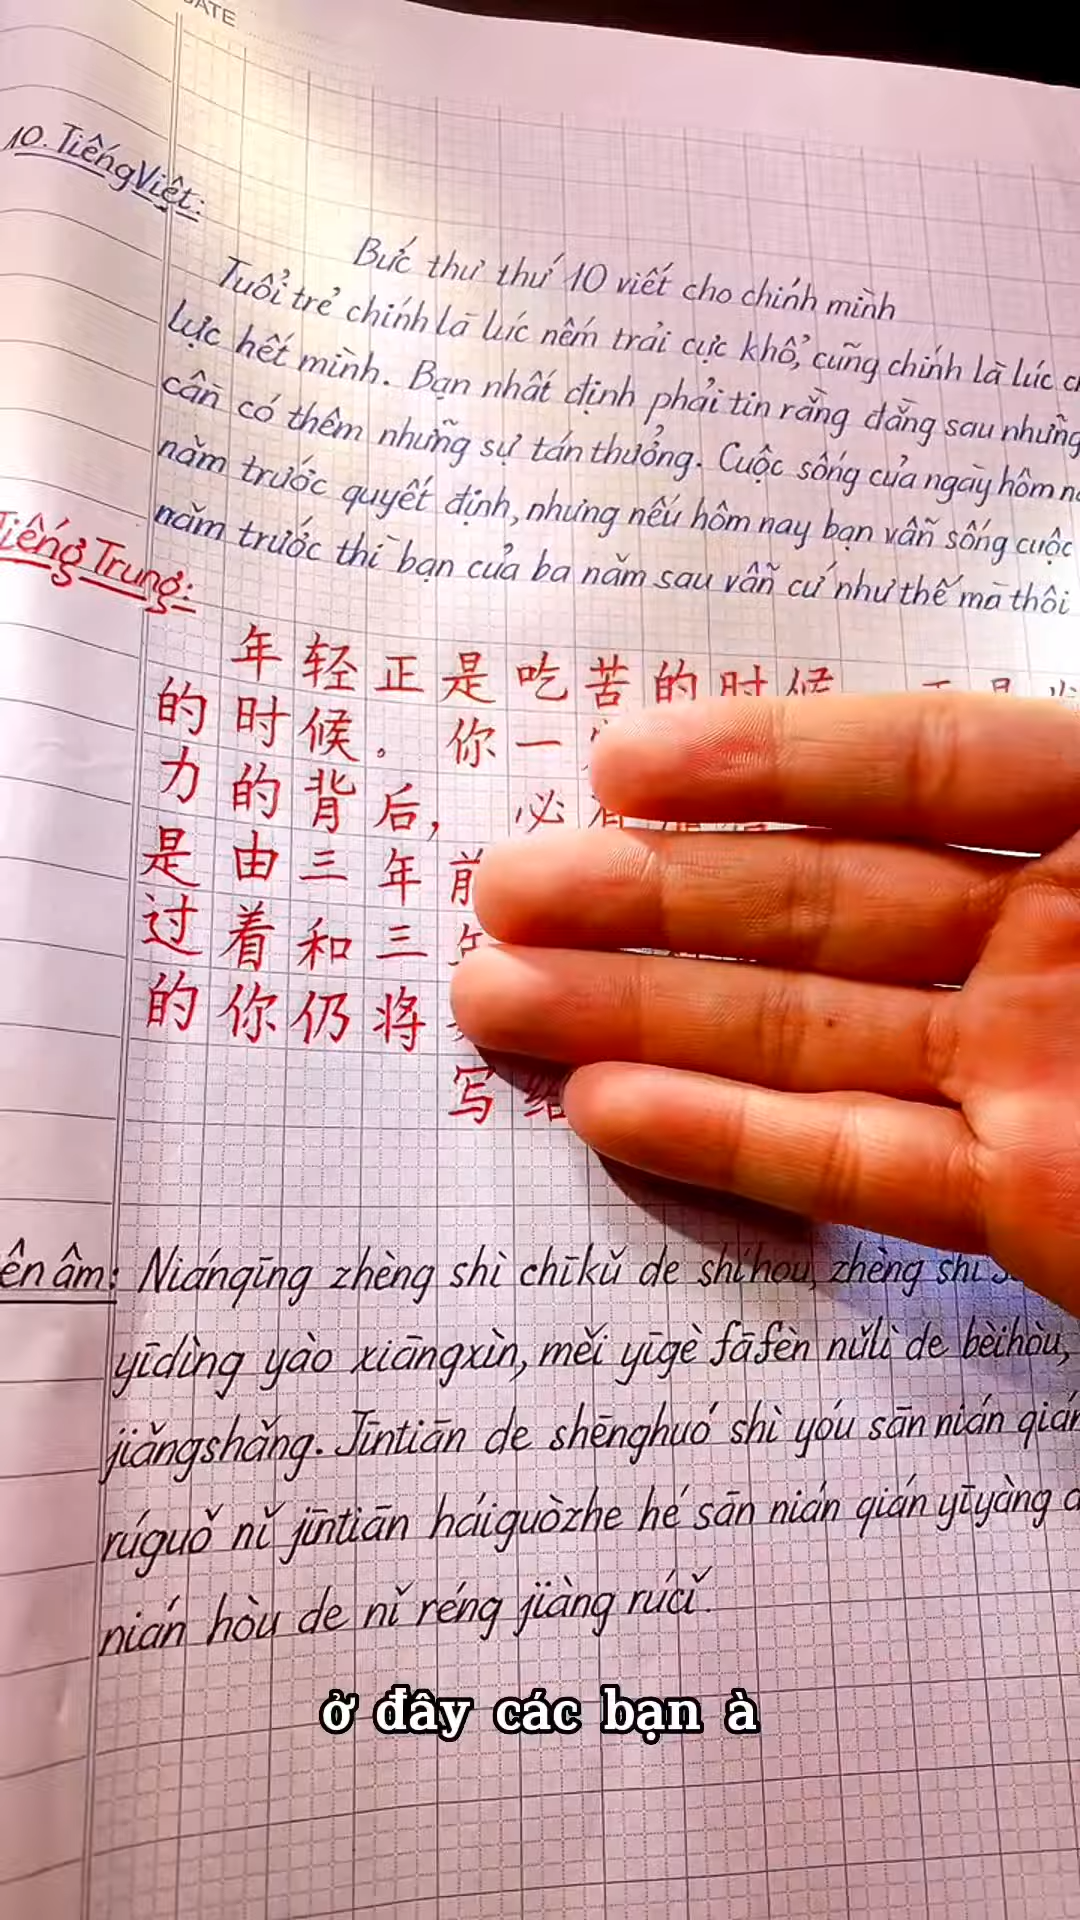 DATE
10. Tiếng Việt:
Bức thư thứ 10 viết cho chính mình
Tuổi trẻ chính là lúc nếm trải cực khổ, cũng chính là lúc
lực hết mình. Bạn nhất định phải tin rằng đằng sau những
cần có thêm những sự tán thưởng. Cuộc sống của ngày hôm
năm trước quyết định, nhưng nếu hôm nay bạn vẫn sống cuộc
năm trước thì bạn của ba năm sau vẫn cứ như thế mà thôi
Tiếng Trung:
年轻正是吃苦的时候
的时候。你一
力的背后，必
是由三年前
过着和三年
的你仍将
写给
ên âm: Niánqīng zhèng shì chīkǔ de shíhou, zhèng shì
yīdìng yào xiāngxìn, měi yīgè fāfèn nǔlì de bèihòu,
jiǎngshǎng. Jīntiān de shēnghuó shì yóu sān nián qián
rúguǒ nǐ jīntiān háiguòzhe hé sān nián qián yīyàng
nián hòu de nǐ réng jiàng rúcǐ.
ở đây các bạn à